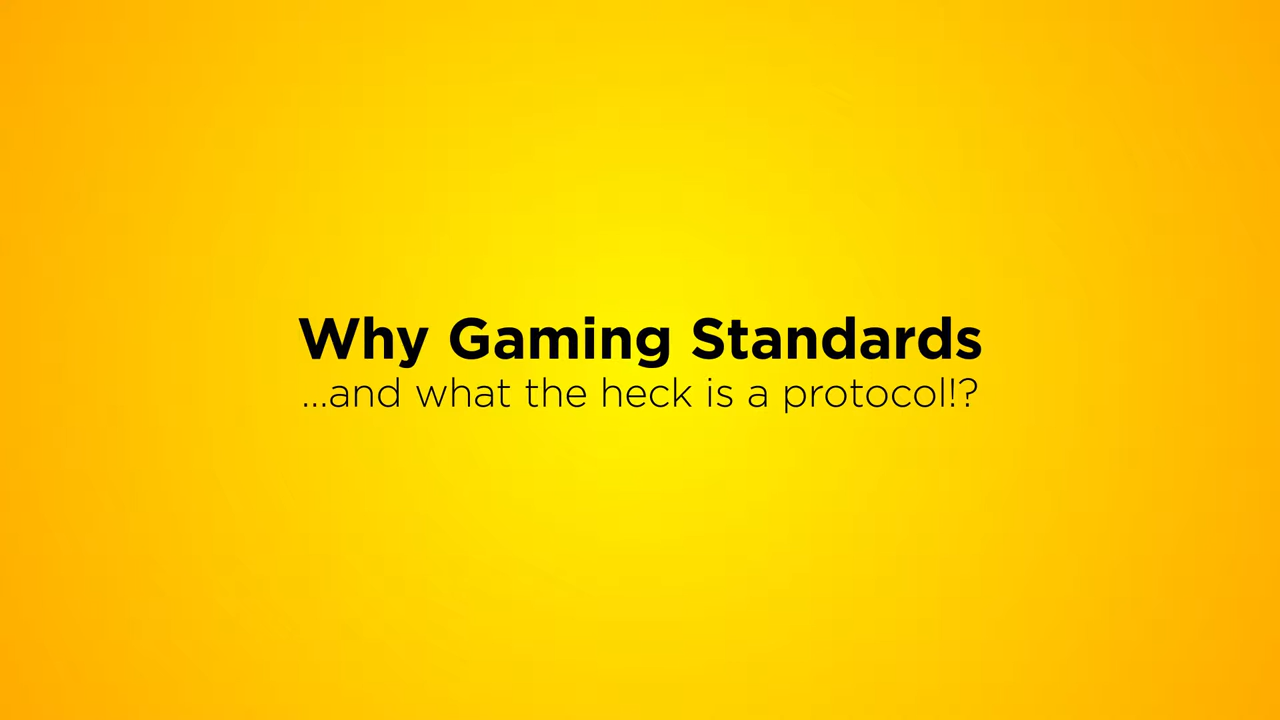 Why Gaming Standards
...and what the heck is a protocol!?